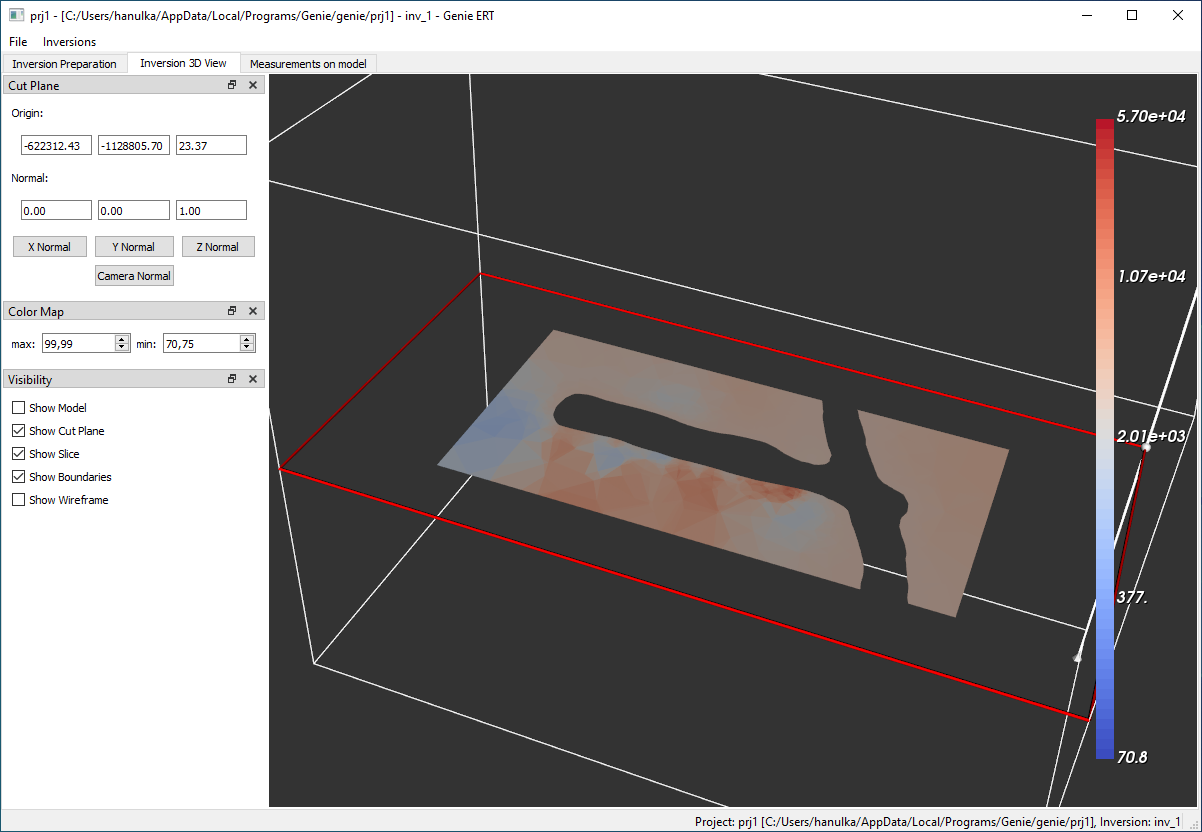 prj1 - [C:/Users/hanulka/AppData/Local/Programs/Genie/genie/prj1] - inv_1 - Genie ERT
File Inversions
Inversion Preparation Inversion 3D View Measurements on model
Cut Plane
Origin:
-622312.43 -1128805.70 23.37
Normal:
0.00 0.00 1.00
X Normal Y Normal Z Normal
Camera Normal
Color Map
max: 99,99 min: 70,75
Visibility
Show Model
Show Cut Plane
Show Slice
Show Boundaries
Show Wireframe
5.70e+04
1.07e+04
2.01e+03
377.
70.8
Project: prj1 [C:/Users/hanulka/AppData/Local/Programs/Genie/genie/prj1], Inversion: inv_1